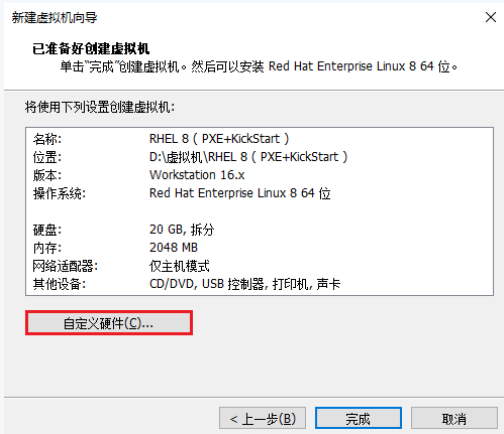 新建虚拟机向导
已准备好创建虚拟机
单击“完成”创建虚拟机。然后可以安装 Red Hat Enterprise Linux 8 64 位。
将使用下列设置创建虚拟机:
名称: RHEL 8 ( PXE+KickStart )
位置: D:\虚拟机\RHEL 8 ( PXE+KickStart )
版本: Workstation 16.x
操作系统: Red Hat Enterprise Linux 8 64 位
硬盘: 20 GB, 拆分
内存: 2048 MB
网络适配器: 仅主机模式
其他设备: CD/DVD, USB 控制器, 打印机, 声卡
自定义硬件(C)...
< 上一步(B) 完成 取消